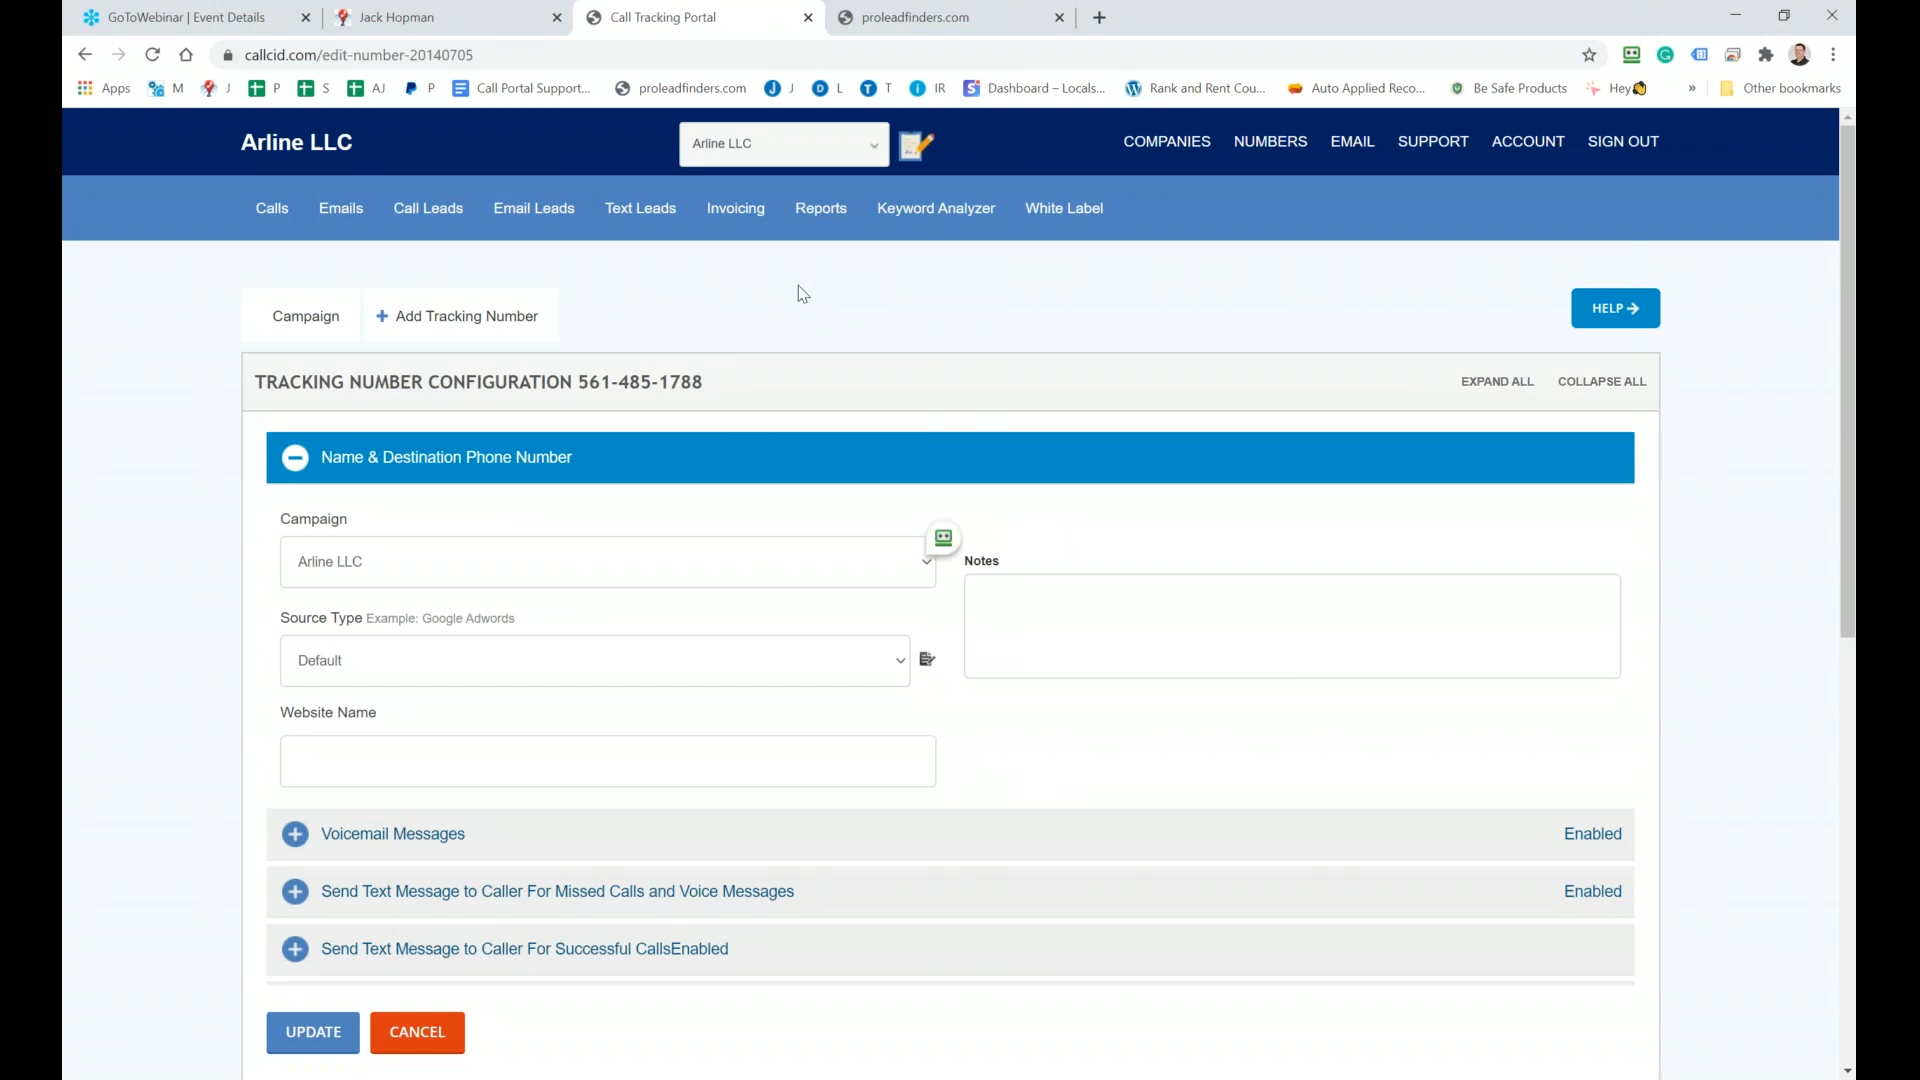 GoToWebinar | Event Details
Jack Hopman
Call Tracking Portal
proleadfinders.com
callcid.com/edit-number-20140705
Apps
M
J
P
S
AJ
P
Call Portal Support...
proleadfinders.com
J
L
T
IR
Dashboard – Locals...
Rank and Rent Cou...
Auto Applied Reco...
Be Safe Products
Hey
»
Other bookmarks
Arline LLC
Arline LLC
COMPANIES
NUMBERS
EMAIL
SUPPORT
ACCOUNT
SIGN OUT
Calls
Emails
Call Leads
Email Leads
Text Leads
Invoicing
Reports
Keyword Analyzer
White Label
Campaign
Add Tracking Number
HELP
TRACKING NUMBER CONFIGURATION 561-485-1788
EXPAND ALL
COLLAPSE ALL
Name & Destination Phone Number
Campaign
Arline LLC
Notes
Source Type Example: Google Adwords
Default
Website Name
Voicemail Messages
Enabled
Send Text Message to Caller For Missed Calls and Voice Messages
Enabled
Send Text Message to Caller For Successful CallsEnabled
UPDATE
CANCEL